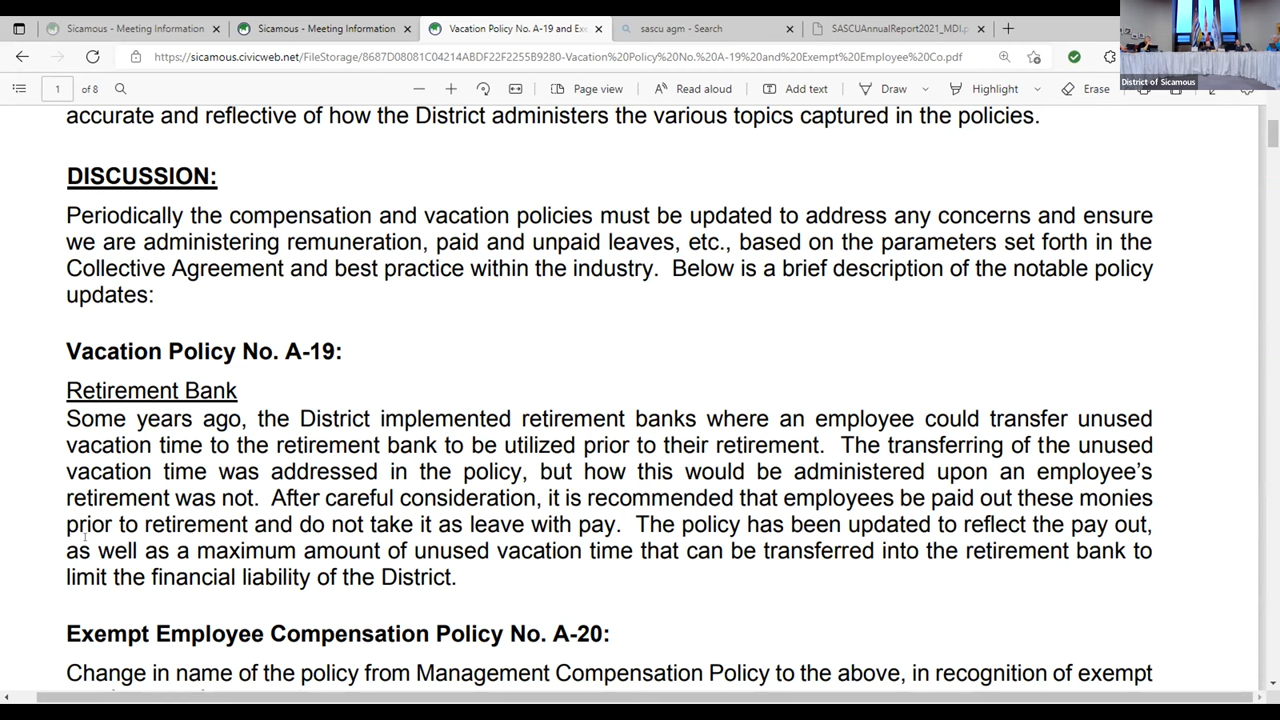 Sicamous - Meeting Information
Sicamous - Meeting Information
Vacation Policy No. A-19 and Exe
sascu agm - Search
SASCUAnnualReport2021_MDI.p
https://sicamous.civicweb.net/FileStorage/8687D0801C04214ABDF22F2255B9280-Vacation%20Policy%20No.%20A-19%20and%20Exempt%20Employee%20Co.pdf
District of Sicamous
1 of 8
Page view
Read aloud
Add text
Draw
Highlight
Erase
accurate and reflective of how the District administers the various topics captured in the policies.
DISCUSSION:
Periodically the compensation and vacation policies must be updated to address any concerns and ensure
we are administering remuneration, paid and unpaid leaves, etc., based on the parameters set forth in the
Collective Agreement and best practice within the industry. Below is a brief description of the notable policy
updates:
Vacation Policy No. A-19:
Retirement Bank
Some years ago, the District implemented retirement banks where an employee could transfer unused
vacation time to the retirement bank to be utilized prior to their retirement. The transferring of the unused
vacation time was addressed in the policy, but how this would be administered upon an employee's
retirement was not. After careful consideration, it is recommended that employees be paid out these monies
prior to retirement and do not take it as leave with pay. The policy has been updated to reflect the pay out,
as well as a maximum amount of unused vacation time that can be transferred into the retirement bank to
limit the financial liability of the District.
Exempt Employee Compensation Policy No. A-20:
Change in name of the policy from Management Compensation Policy to the above, in recognition of exempt